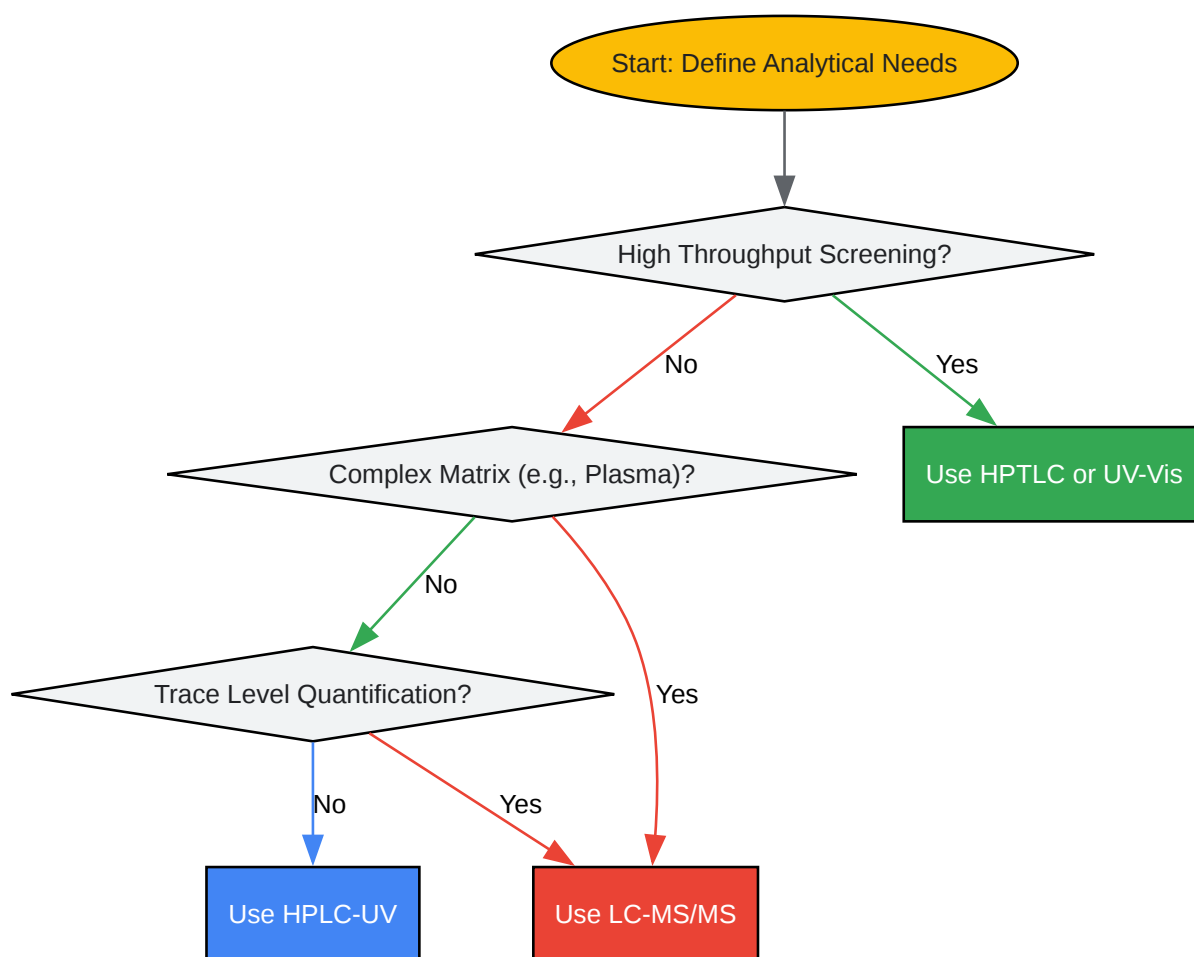 Start: Define Analytical Needs
High Throughput Screening?
No
Yes
Complex Matrix (e.g., Plasma)?
Use HPTLC or UV-Vis
No
Trace Level Quantification?
Yes
No
Yes
Use HPLC-UV
Use LC-MS/MS